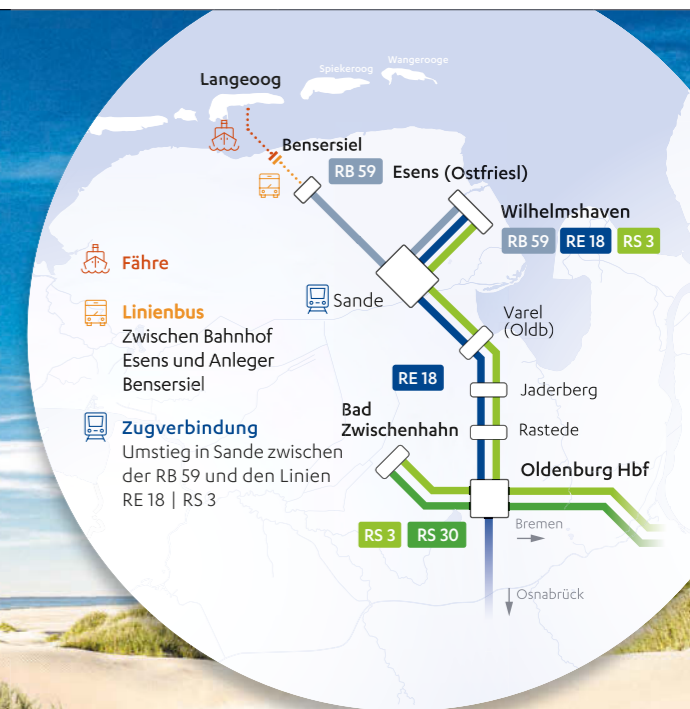 Spiekeroog
Wangerooge
Langeoog
Bensersiel
RB 59
Esens (Ostfriesl)
Wilhelmshaven
RB 59 RE 18 RS 3
Fähre
Sande
Linienbus
Zwischen Bahnhof
Esens und Anleger
Bensersiel
Varel
(Oldb)
RE 18
Jaderberg
Bad
Zwischenhahn
Rastede
Zugverbindung
Umstieg in Sande zwischen
der RB 59 und den Linien
RE 18 | RS 3
Oldenburg Hbf
RS 3 RS 30
Bremen
Osnabrück